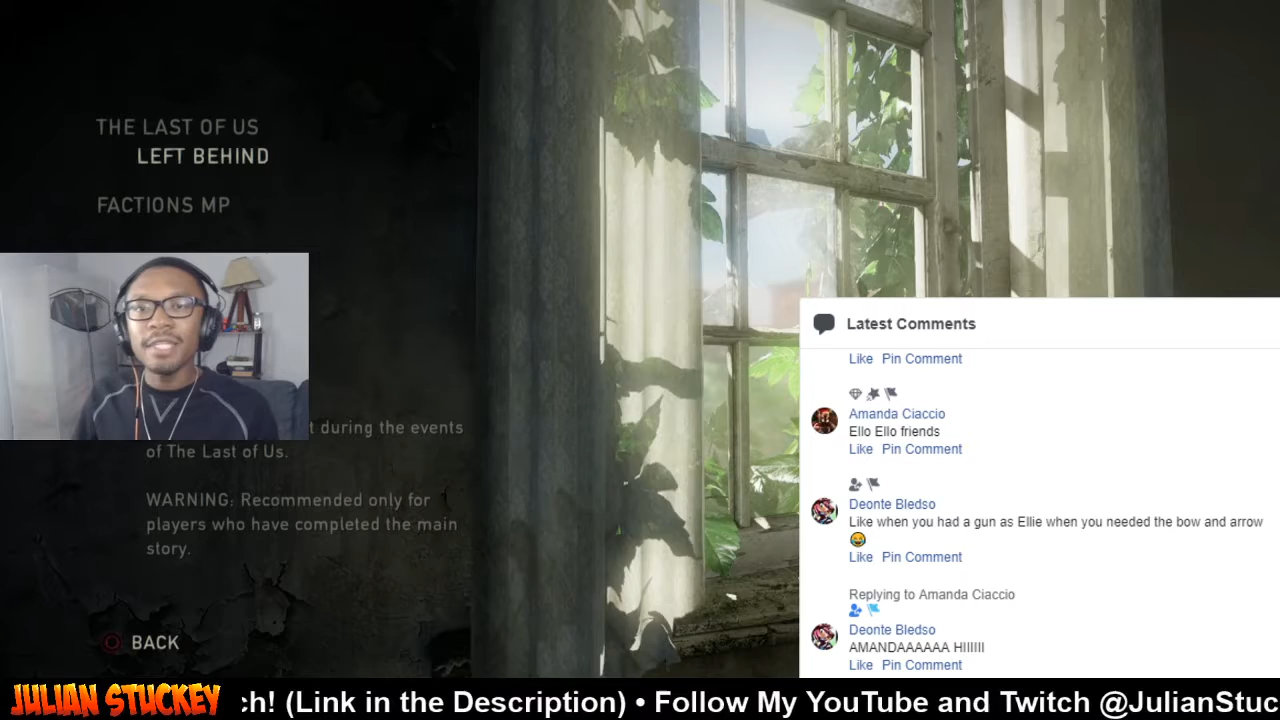 THE LAST OF US
LEFT BEHIND
FACTIONS MP
t during the events
of The Last of Us.
WARNING: Recommended only for
players who have completed the main
story.
BACK
Latest Comments
Like Pin Comment
Amanda Ciaccio
Ello Ello friends
Like Pin Comment
Deonte Bledso
Like when you had a gun as Ellie when you needed the bow and arrow
😂
Like Pin Comment
Replying to Amanda Ciaccio
Deonte Bledso
AMANDAAAAAA HIIIIII
Like Pin Comment
JULIAN STUCKEY
ch! (Link in the Description) • Follow My YouTube and Twitch @JulianStuc